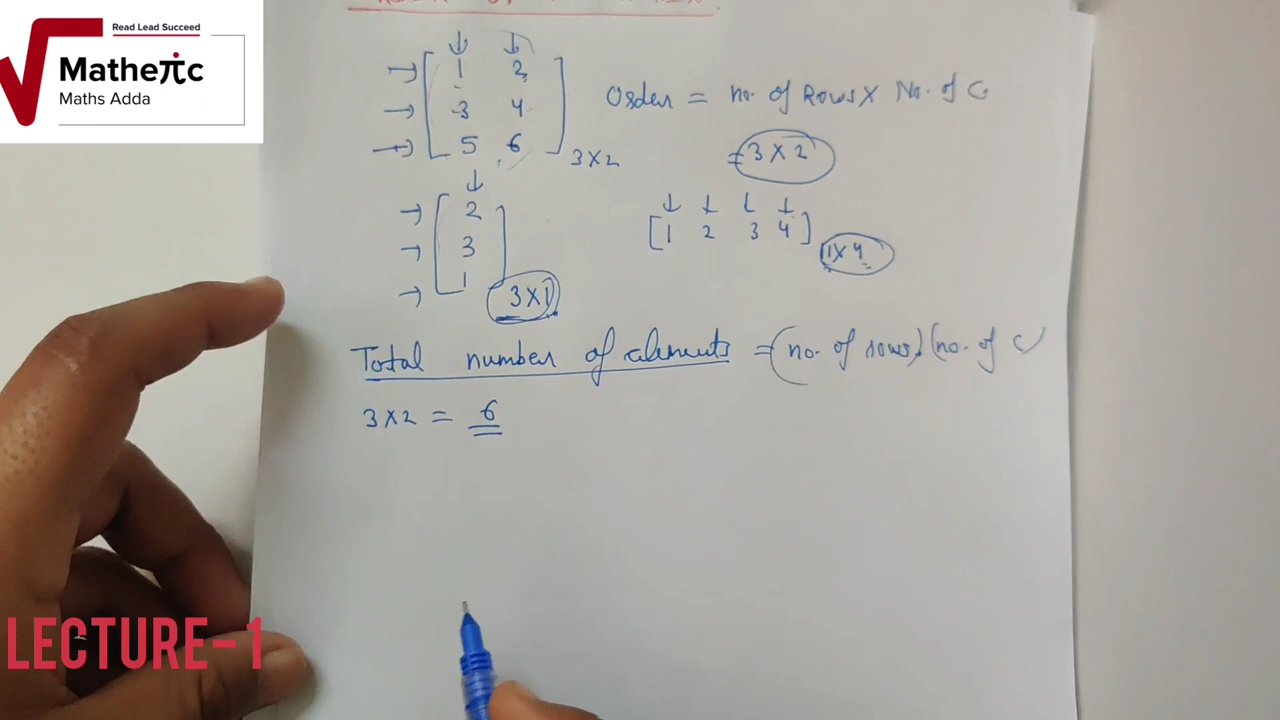 Read Lead Succeed
Matheπc
Maths Adda
1 2
3 4
5 6
3×2
Order = no. of Rows × No. of C
= 3×2
2
3
1
3×1
1 2 3 4
1×4
Total number of elements = (no. of rows) (no. of c)
3×2 = 6
LECTURE-1